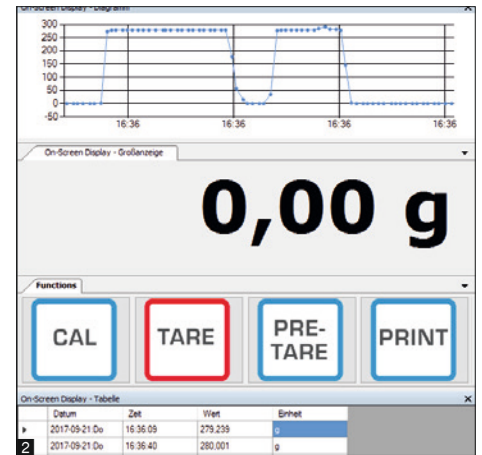 On-Screen Display - Diagramm
300
200
150
100
50
0
-50
16:36 16:36 16:36 16:36
On-Screen Display - Großanzeige
0,00 g
Functions
CAL
TARE
PRE-
TARE
PRINT
On-Screen Display - Tabelle
Datum Zeit Wert Einheit
2017-09-21:Do 16:36:09 279,239 g
2017-09-21:Do 16:36:40 280,001 g
2